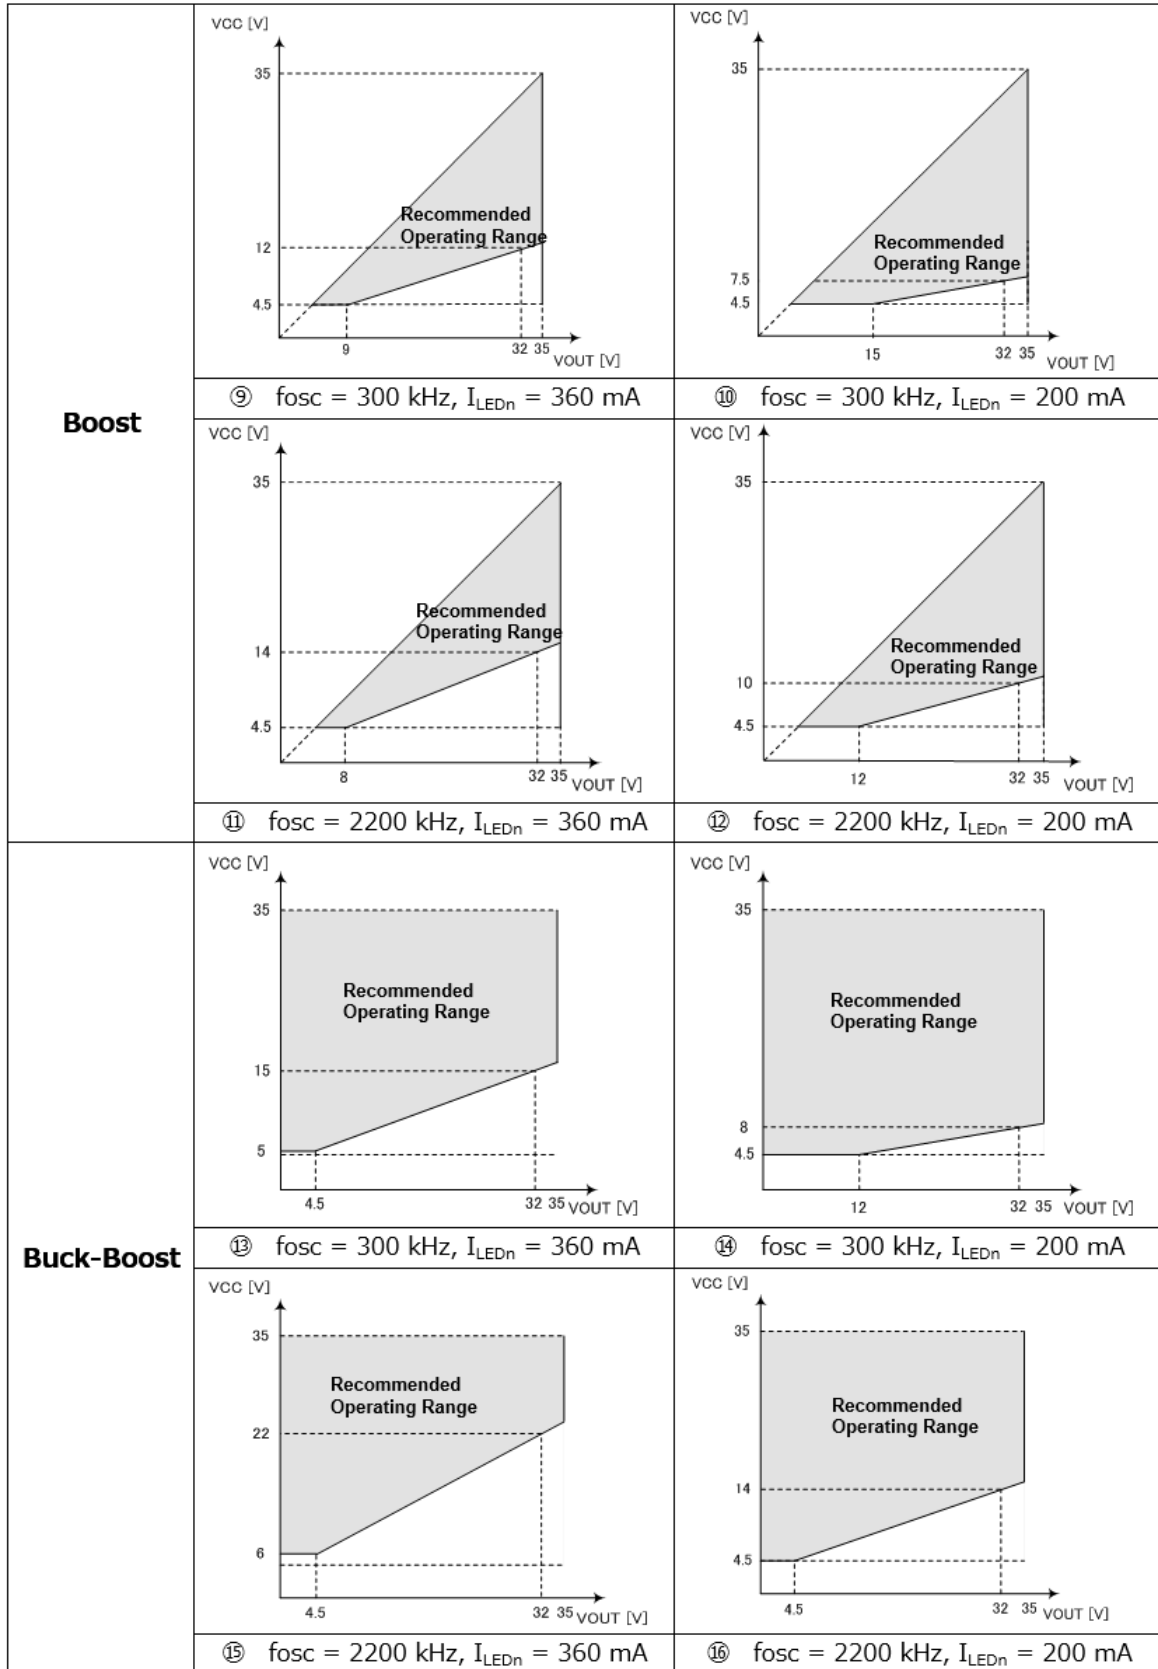 Boost
VCC [V]
35
Recommended
Operating Range
12
4.5
9
32 35
VOUT [V]
⑨ fosc = 300 kHz, ILEDn = 360 mA
VCC [V]
35
Recommended
Operating Range
7.5
4.5
15
32 35
VOUT [V]
⑩ fosc = 300 kHz, ILEDn = 200 mA
VCC [V]
35
Recommended
Operating Range
14
4.5
8
32 35
VOUT [V]
⑪ fosc = 2200 kHz, ILEDn = 360 mA
VCC [V]
35
Recommended
Operating Range
10
4.5
12
32 35
VOUT [V]
⑫ fosc = 2200 kHz, ILEDn = 200 mA
Buck-Boost
VCC [V]
35
Recommended
Operating Range
15
5
4.5
32 35
VOUT [V]
⑬ fosc = 300 kHz, ILEDn = 360 mA
VCC [V]
35
Recommended
Operating Range
8
4.5
12
32 35
VOUT [V]
⑭ fosc = 300 kHz, ILEDn = 200 mA
VCC [V]
35
Recommended
Operating Range
22
6
4.5
32 35
VOUT [V]
⑮ fosc = 2200 kHz, ILEDn = 360 mA
VCC [V]
35
Recommended
Operating Range
14
4.5
4.5
32 35
VOUT [V]
⑯ fosc = 2200 kHz, ILEDn = 200 mA